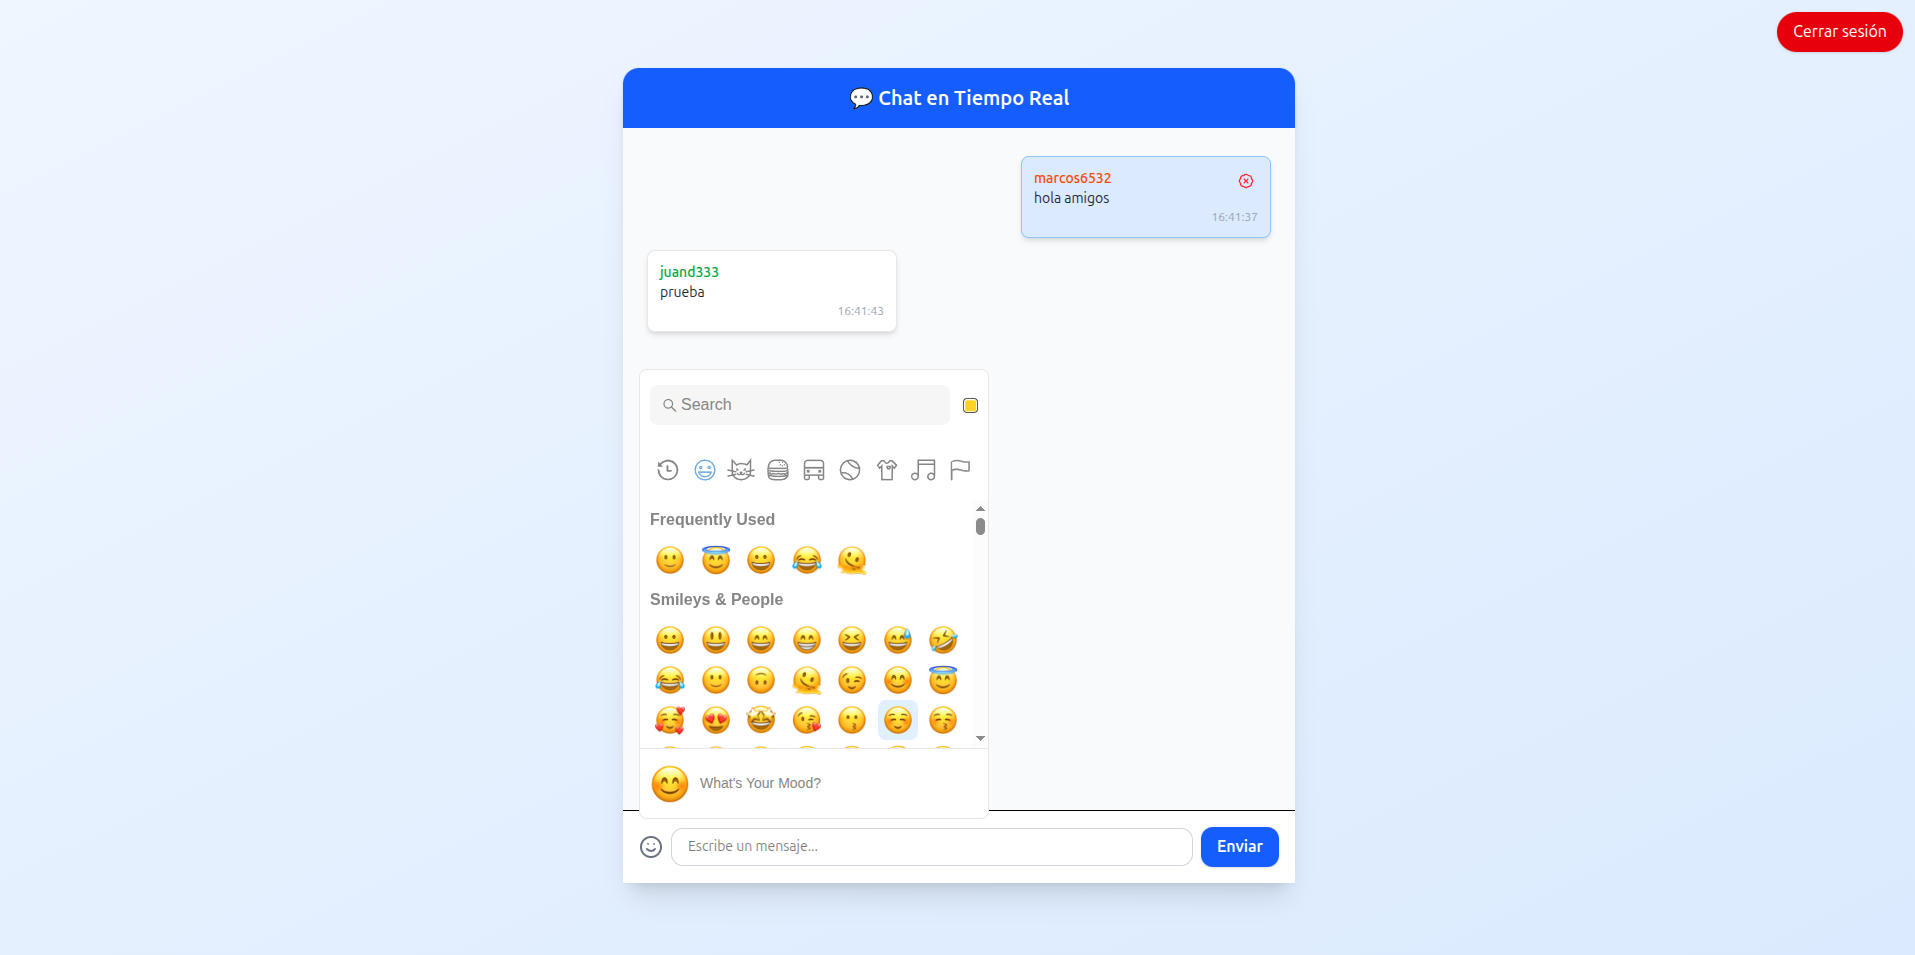 Cerrar sesión
💬 Chat en Tiempo Real
marcos6532
hola amigos
16:41:37
juand333
prueba
16:41:43
Search
Frequently Used
Smileys & People
What's Your Mood?
Escribe un mensaje...
Enviar